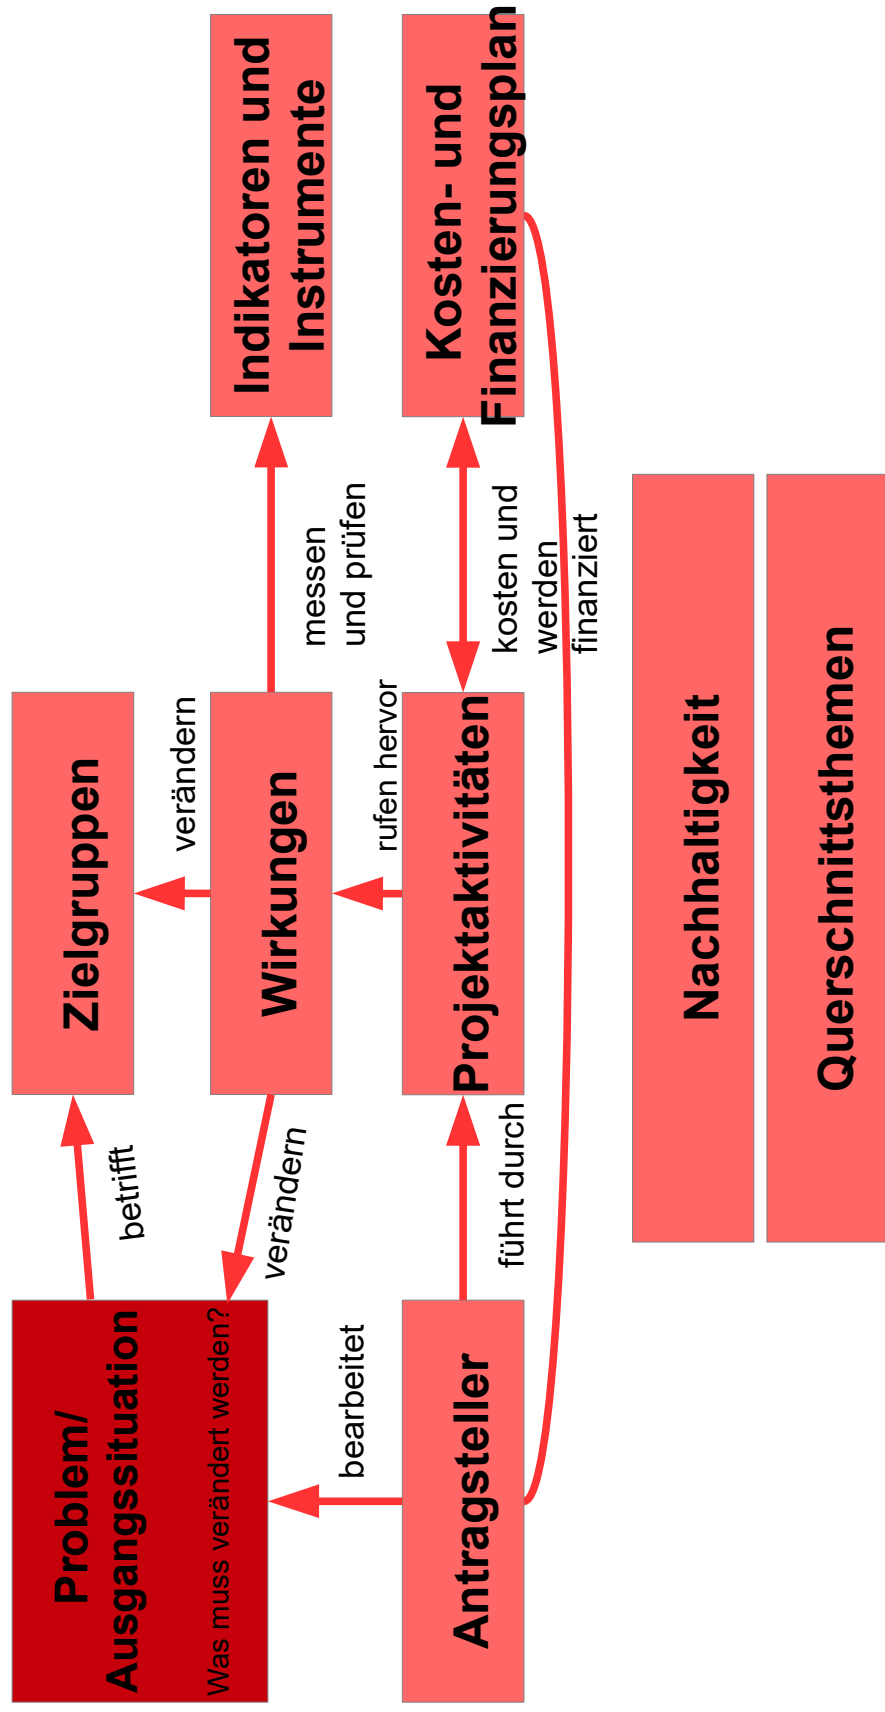 Problem/
Ausgangssituation
Was muss verändert werden?
betrifft
Zielgruppen
verändern
verändern
Wirkungen
messen
und prüfen
Indikatoren und
Instrumente
bearbeitet
rufen hervor
Antragsteller
führt durch
Projektaktivitäten
kosten und
werden
finanziert
Kosten- und
Finanzierungsplan
Nachhaltigkeit
Querschnittsthemen